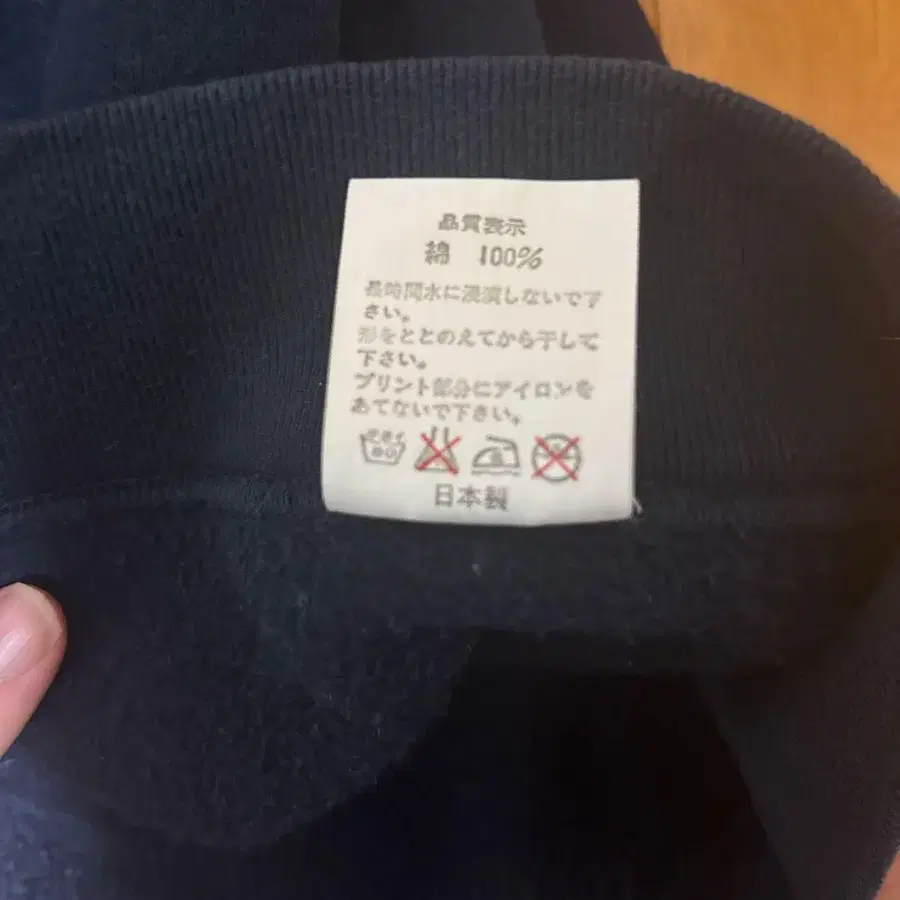 品質表示
綿 100%
長時間水に浸漬しないで下
さい。
形をととのえてから干して
下さい。
プリント部分にアイロンを
あてないで下さい。
日本製